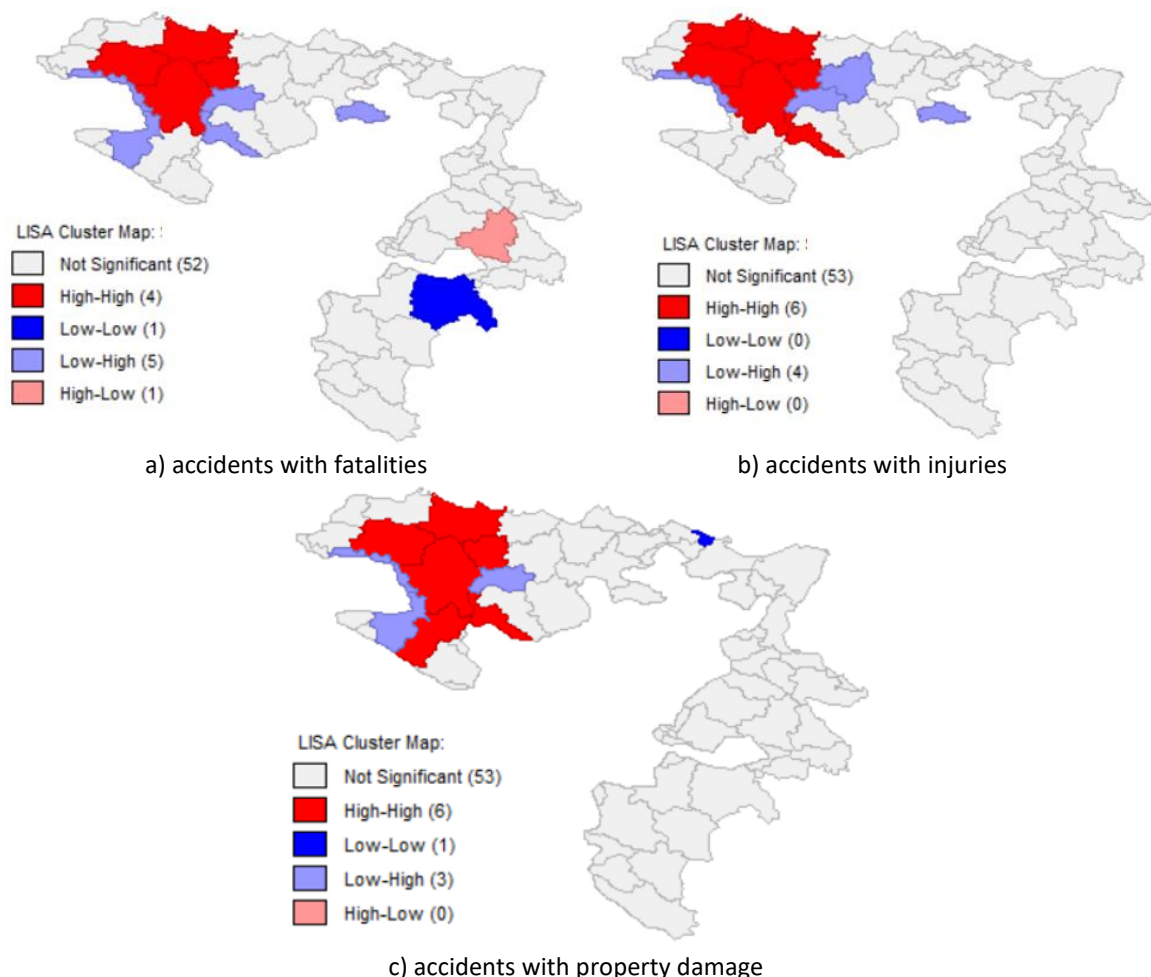 LISA Cluster Map:
Not Significant (52)
High-High (4)
Low-Low (1)
Low-High (5)
High-Low (1)
a) accidents with fatalities
LISA Cluster Map:
Not Significant (53)
High-High (6)
Low-Low (0)
Low-High (4)
High-Low (0)
b) accidents with injuries
LISA Cluster Map:
Not Significant (53)
High-High (6)
Low-Low (1)
Low-High (3)
High-Low (0)
c) accidents with property damage